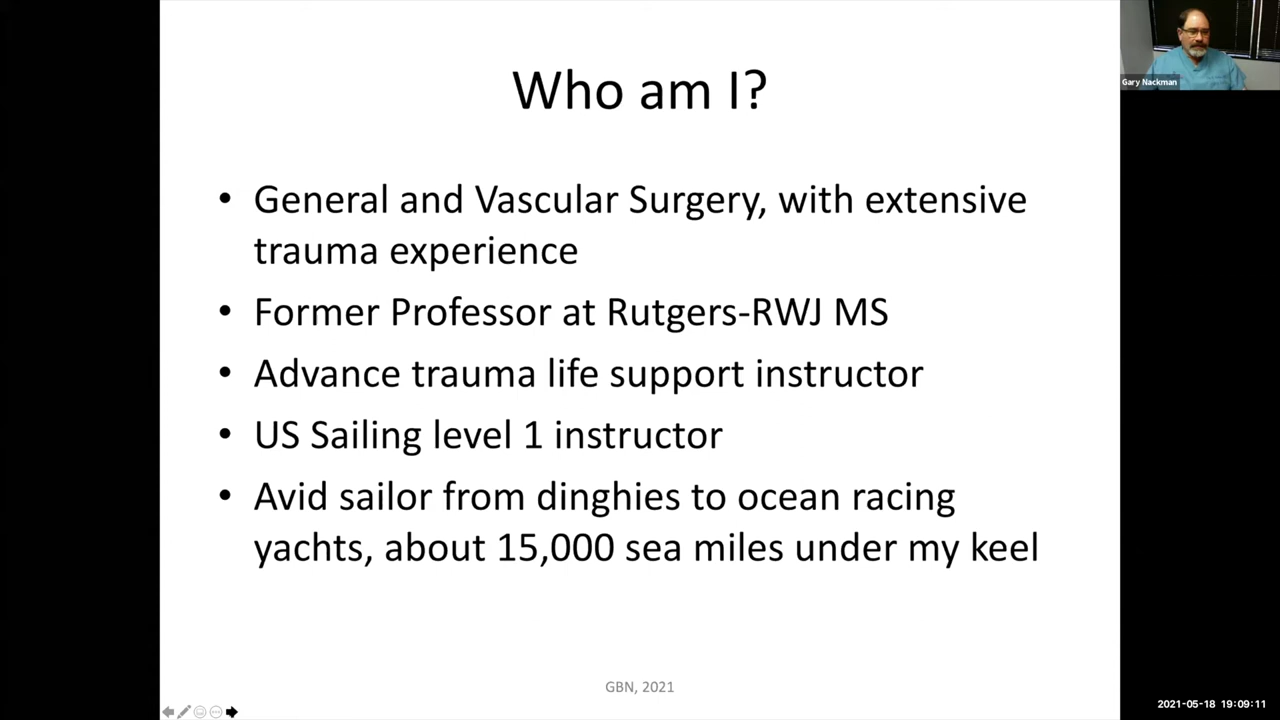 Who am I?
Gary Nackman
• General and Vascular Surgery, with extensive
trauma experience
• Former Professor at Rutgers-RWJ MS
• Advance trauma life support instructor
• US Sailing level 1 instructor
• Avid sailor from dinghies to ocean racing
yachts, about 15,000 sea miles under my keel
GBN, 2021
2021-05-18 19:09:11